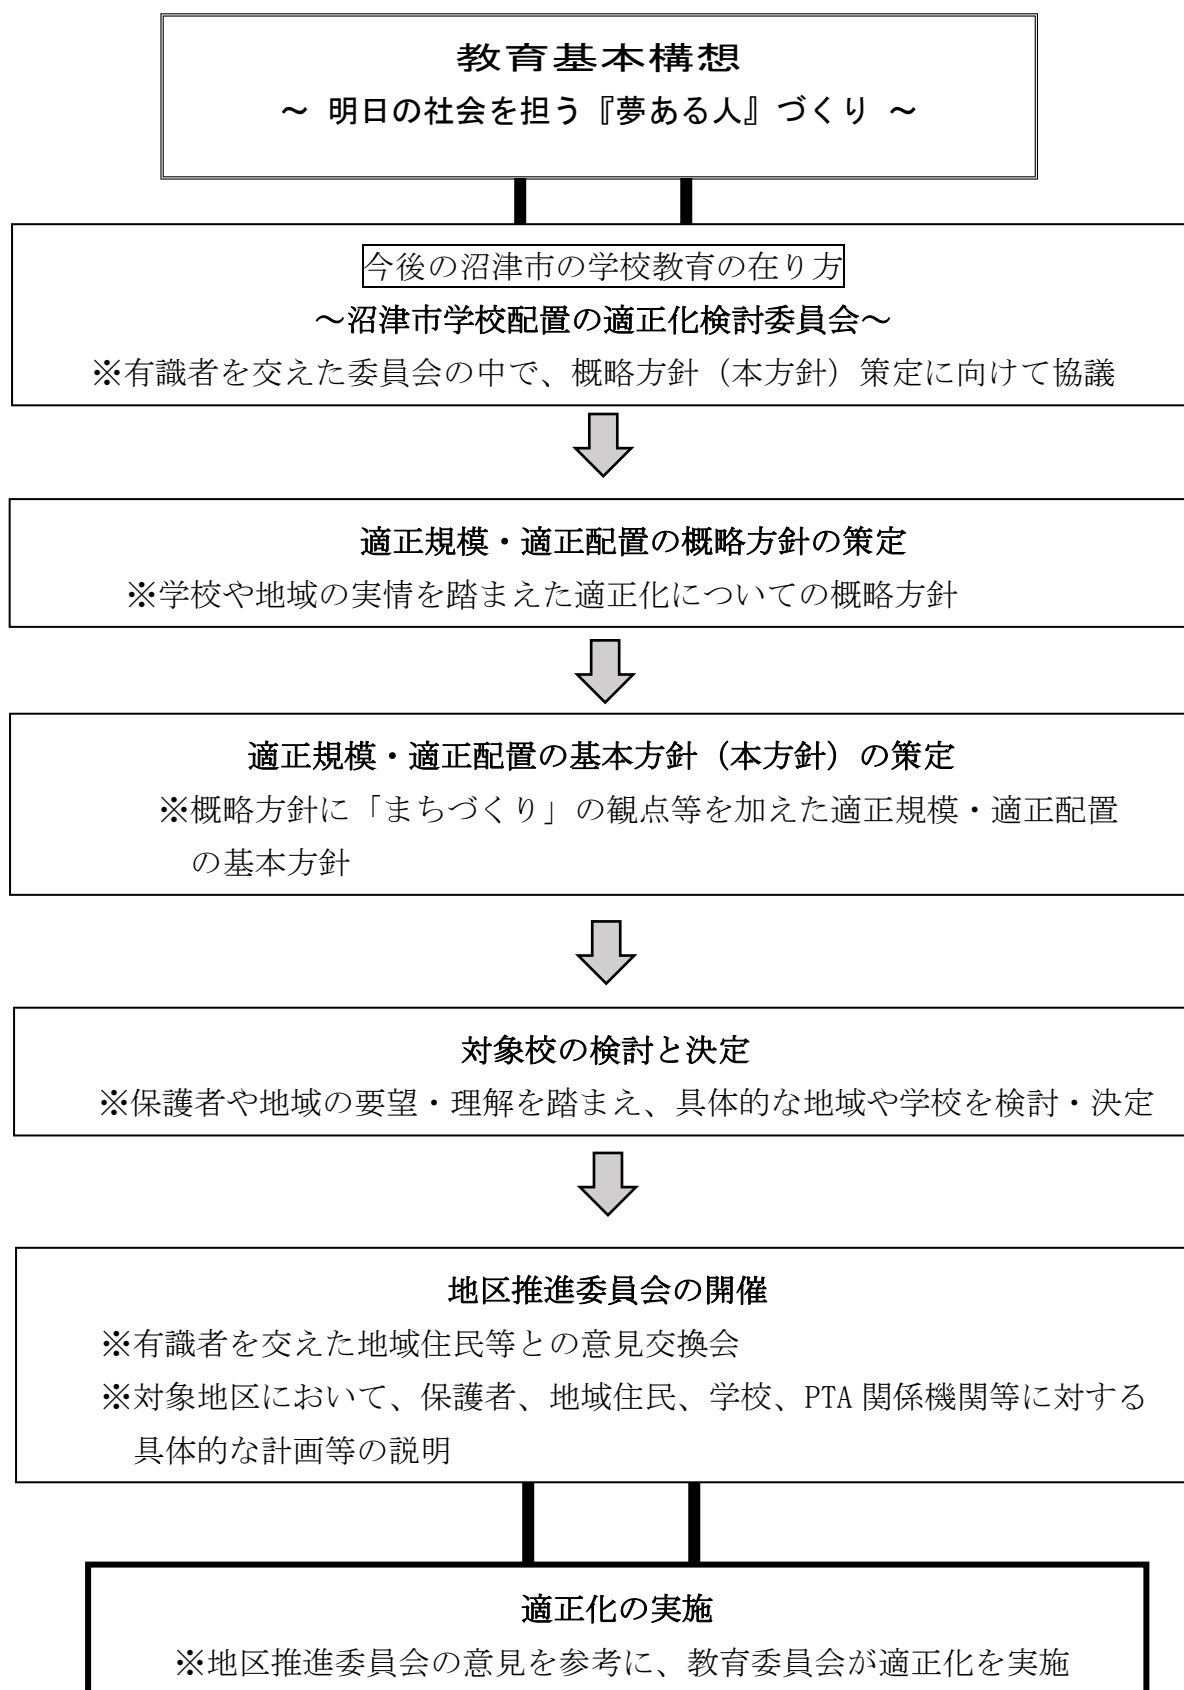 教育基本構想
～ 明日の社会を担う『夢ある人』づくり ～
今後の沼津市の学校教育の在り方
～沼津市学校配置の適正化検討委員会～
※有識者を交えた委員会の中で、概略方針（本方針）策定に向けて協議
適正規模・適正配置の概略方針の策定
※学校や地域の実情を踏まえた適正化についての概略方針
適正規模・適正配置の基本方針（本方針）の策定
※概略方針に「まちづくり」の観点等を加えた適正規模・適正配置
の基本方針
対象校の検討と決定
※保護者や地域の要望・理解を踏まえ、具体的な地域や学校を検討・決定
地区推進委員会の開催
※有識者を交えた地域住民等との意見交換会
※対象地区において、保護者、地域住民、学校、PTA 関係機関等に対する
具体的な計画等の説明
適正化の実施
※地区推進委員会の意見を参考に、教育委員会が適正化を実施